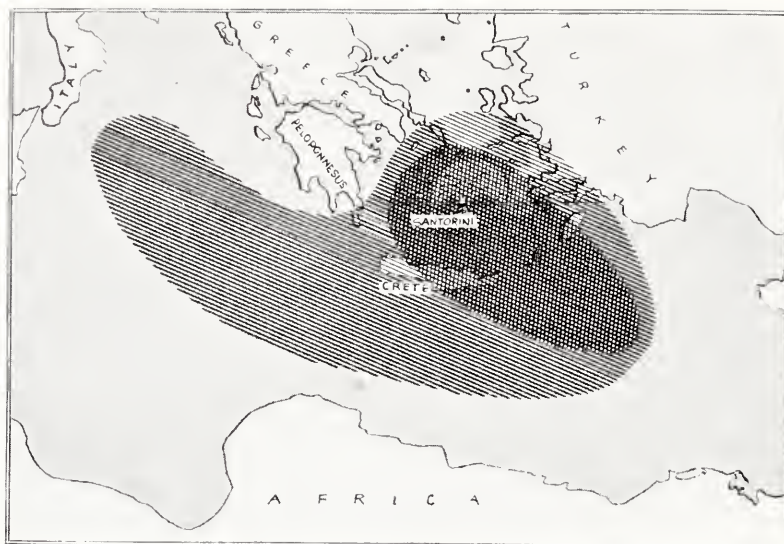 ITALY
GREECE
TURKEY
PELOPONNESUS
SANTORINI
CRETE
AFRICA